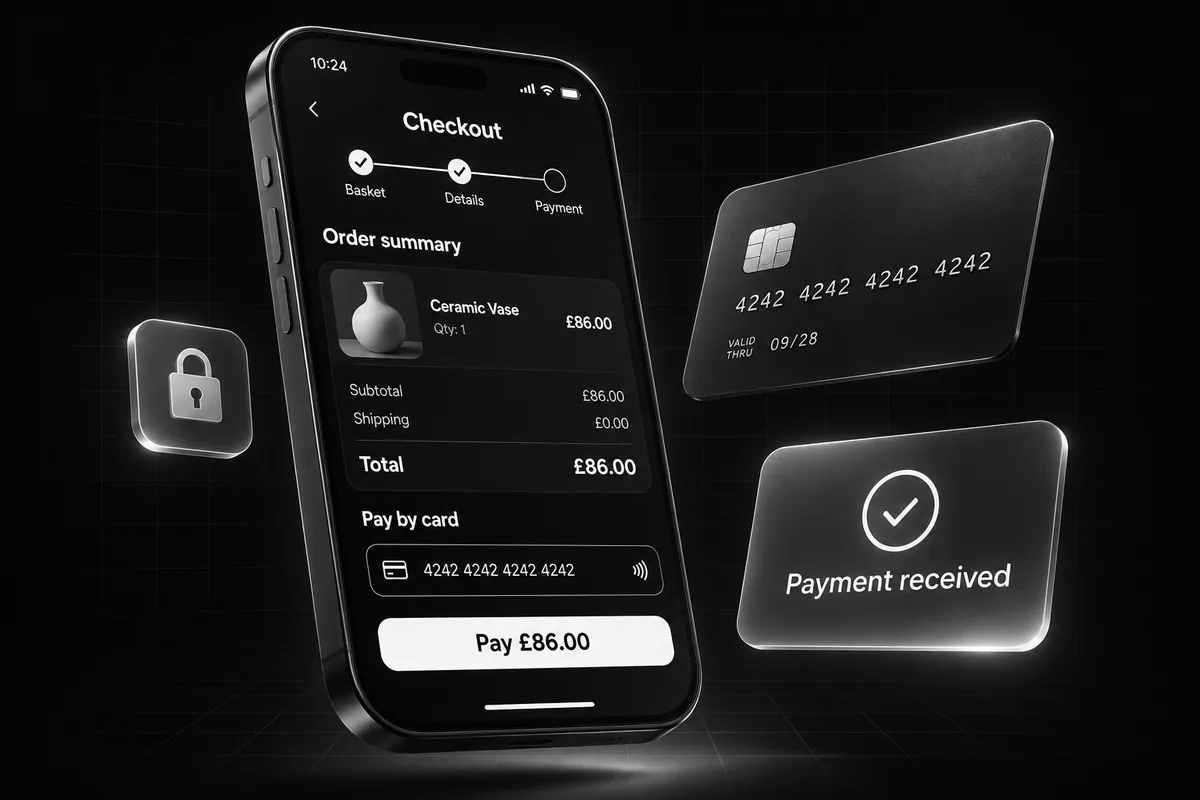 10:24
Checkout
Basket
Details
Payment
Order summary
Ceramic Vase
£86.00
Qty: 1
Subtotal
£86.00
Shipping
£0.00
Total
£86.00
Pay by card
4242 4242 4242 4242
Pay £86.00
4242 4242 4242 4242
VALID
THRU
09/28
Payment received